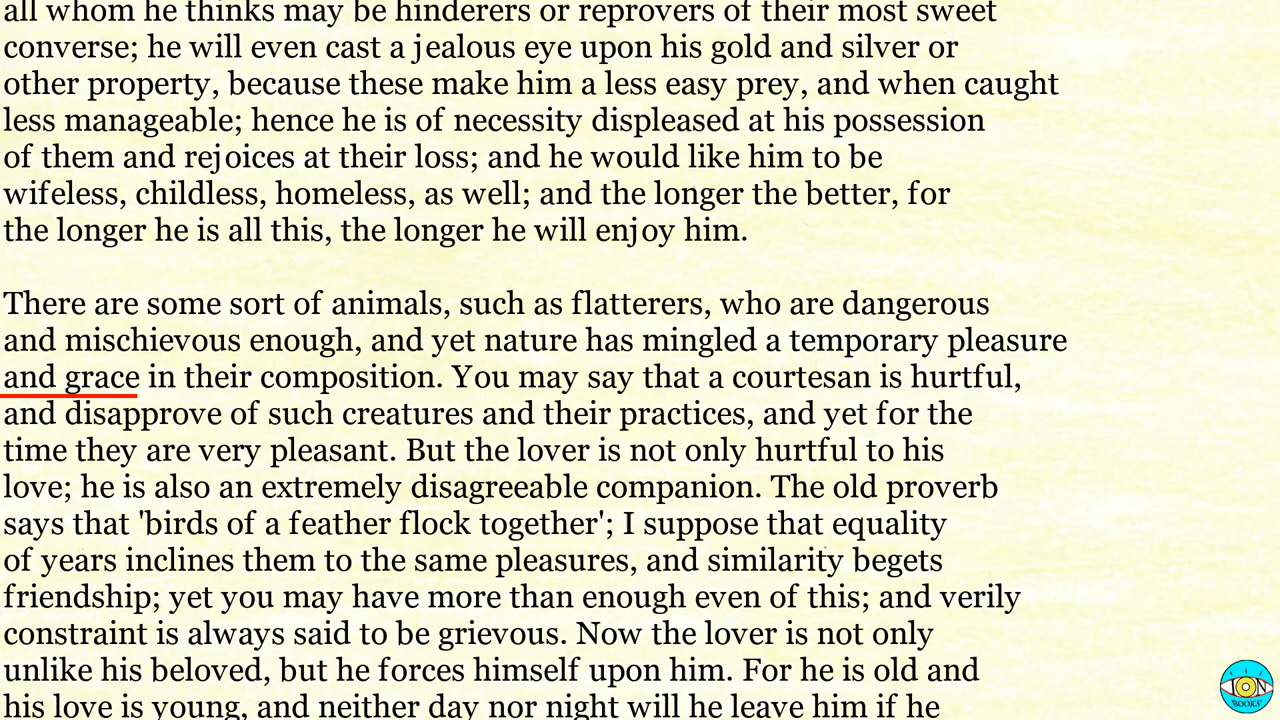 all whom he thinks may be hinderers or reprovers of their most sweet
converse; he will even cast a jealous eye upon his gold and silver or
other property, because these make him a less easy prey, and when caught
less manageable; hence he is of necessity displeased at his possession
of them and rejoices at their loss; and he would like him to be
wifeless, childless, homeless, as well; and the longer the better, for
the longer he is all this, the longer he will enjoy him.
There are some sort of animals, such as flatterers, who are dangerous
and mischievous enough, and yet nature has mingled a temporary pleasure
and grace in their composition. You may say that a courtesan is hurtful,
and disapprove of such creatures and their practices, and yet for the
time they are very pleasant. But the lover is not only hurtful to his
love; he is also an extremely disagreeable companion. The old proverb
says that 'birds of a feather flock together'; I suppose that equality
of years inclines them to the same pleasures, and similarity begets
friendship; yet you may have more than enough even of this; and verily
constraint is always said to be grievous. Now the lover is not only
unlike his beloved, but he forces himself upon him. For he is old and
his love is young, and neither day nor night will he leave him if he
ION
BOOKS